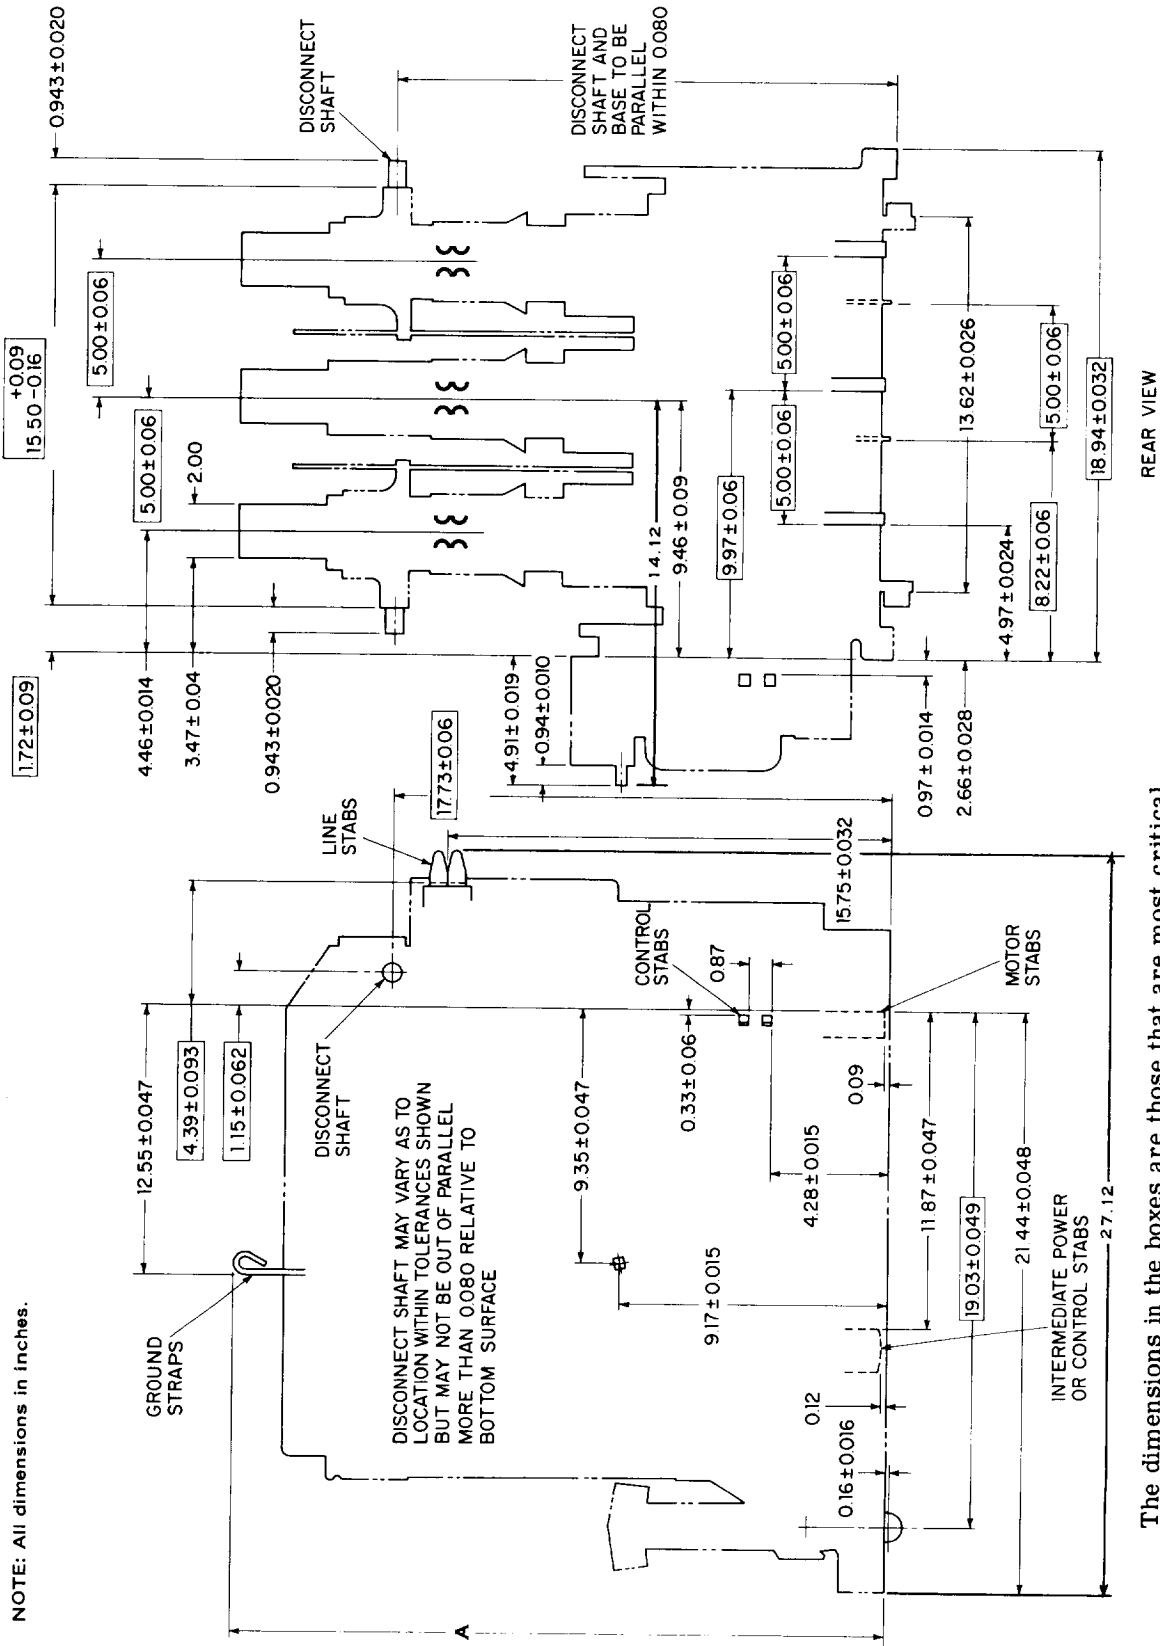 NOTE: All dimensions in inches.
GROUND
STRAPS
12.55±0.047
4.39±0.093
1.15±0.062
DISCONNECT
SHAFT
LINE
STABS
17.73±0.06
DISCONNECT SHAFT MAY VARY AS TO
LOCATION WITHIN TOLERANCES SHOWN
BUT MAY NOT BE OUT OF PARALLEL
MORE THAN 0.080 RELATIVE TO
BOTTOM SURFACE
9.35±0.047
CONTROL
STABS
0.33±0.06
0.87
15.75±0.032
9.17±0.015
4.28±0.015
0.09
MOTOR
STABS
0.12
0.16±0.016
11.87±0.047
19.03±0.049
21.44±0.048
INTERMEDIATE POWER
OR CONTROL STABS
27.12
A
1.72±0.09
+0.09
15.50-0.16
0.943±0.020
5.00±0.06
5.00±0.06
4.46±0.014
2.00
3.47±0.04
0.943±0.020
DISCONNECT
SHAFT
DISCONNECT
SHAFT AND
BASE TO BE
PARALLEL
WITHIN 0.080
4.91±0.019
0.94±0.010
14.12
9.46±0.09
9.97±0.06
5.00±0.06
5.00±0.06
0.97±0.014
2.66±0.028
4.97±0.024
13.62±0.026
8.22±0.06
5.00±0.06
18.94±0.032
REAR VIEW
The dimensions in the boxes are those that are most critical